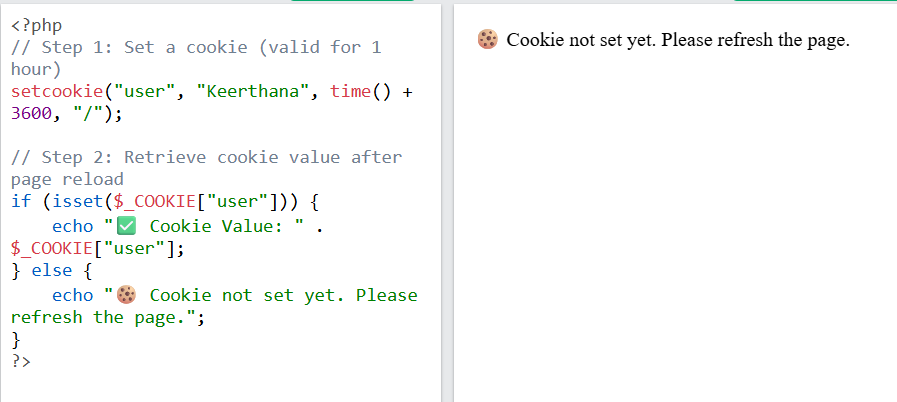 <?php
// Step 1: Set a cookie (valid for 1
hour)
setcookie("user", "Keerthana", time() +
3600, "/");
// Step 2: Retrieve cookie value after
page reload
if (isset($_COOKIE["user"])) {
    echo "✅ Cookie Value: " .
$_COOKIE["user"];
} else {
    echo "🍪 Cookie not set yet. Please
refresh the page.";
}
?>
🍪 Cookie not set yet. Please refresh the page.